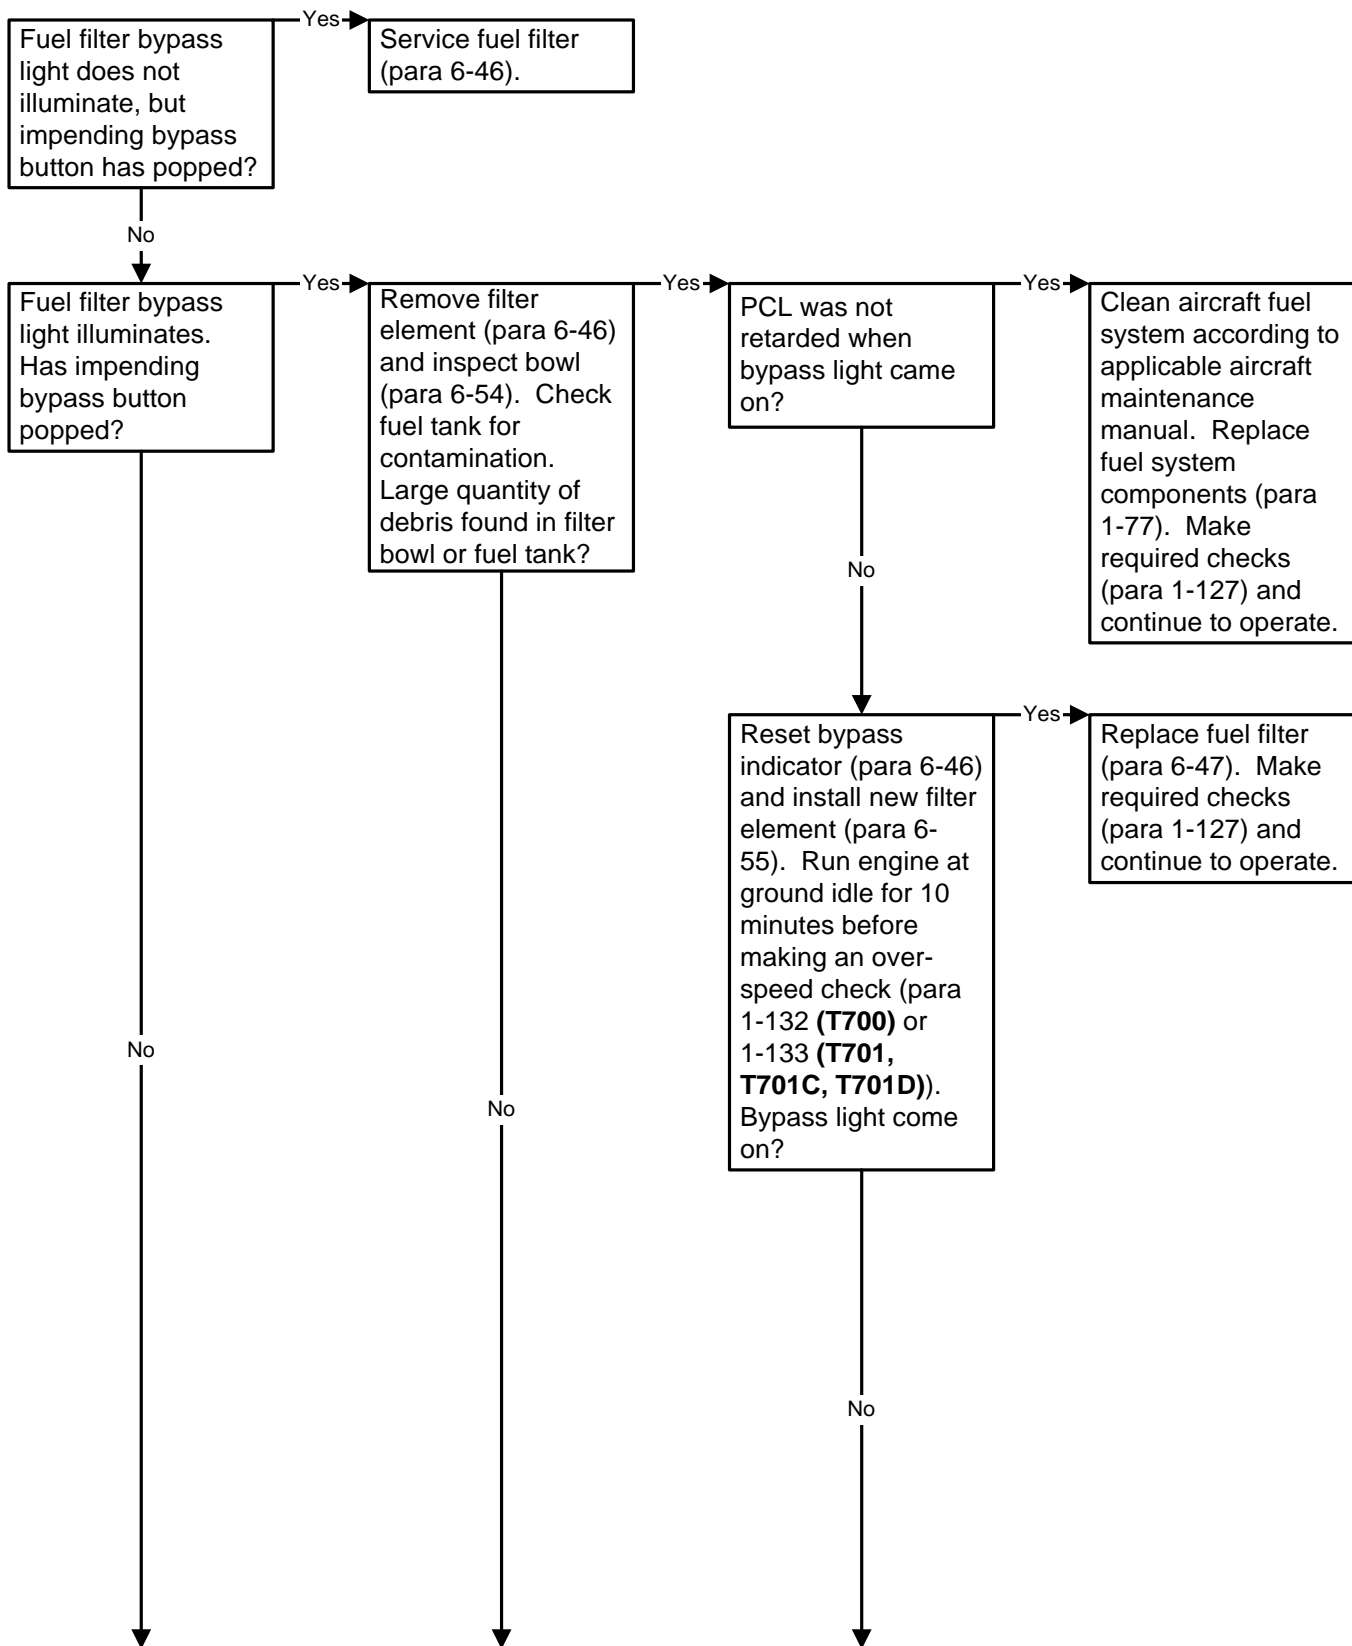 Fuel filter bypass
light does not
illuminate, but
impending bypass
button has popped?
Yes
Service fuel filter
(para 6-46).
No
Fuel filter bypass
light illuminates.
Has impending
bypass button
popped?
Yes
Remove filter
element (para 6-46)
and inspect bowl
(para 6-54).  Check
fuel tank for
contamination.
Large quantity of
debris found in filter
bowl or fuel tank?
Yes
PCL was not
retarded when
bypass light came
on?
Yes
Clean aircraft fuel
system according to
applicable aircraft
maintenance
manual.  Replace
fuel system
components (para
1-77).  Make
required checks
(para 1-127) and
continue to operate.
No
Reset bypass
indicator (para 6-46)
and install new filter
element (para 6-
55).  Run engine at
ground idle for 10
minutes before
making an over-
speed check (para
1-132 (T700) or
1-133 (T701,
T701C, T701D)).
Bypass light come
on?
Yes
Replace fuel filter
(para 6-47).  Make
required checks
(para 1-127) and
continue to operate.
No
No
No